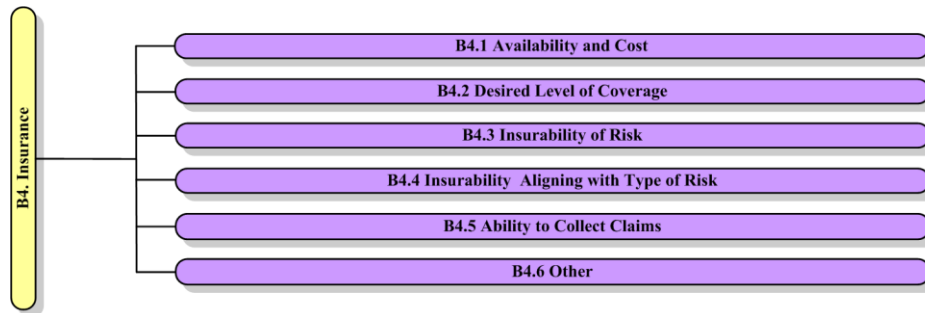 B4. Insurance
B4.1 Availability and Cost
B4.2 Desired Level of Coverage
B4.3 Insurability of Risk
B4.4 Insurability  Aligning with Type of Risk
B4.5 Ability to Collect Claims
B4.6 Other